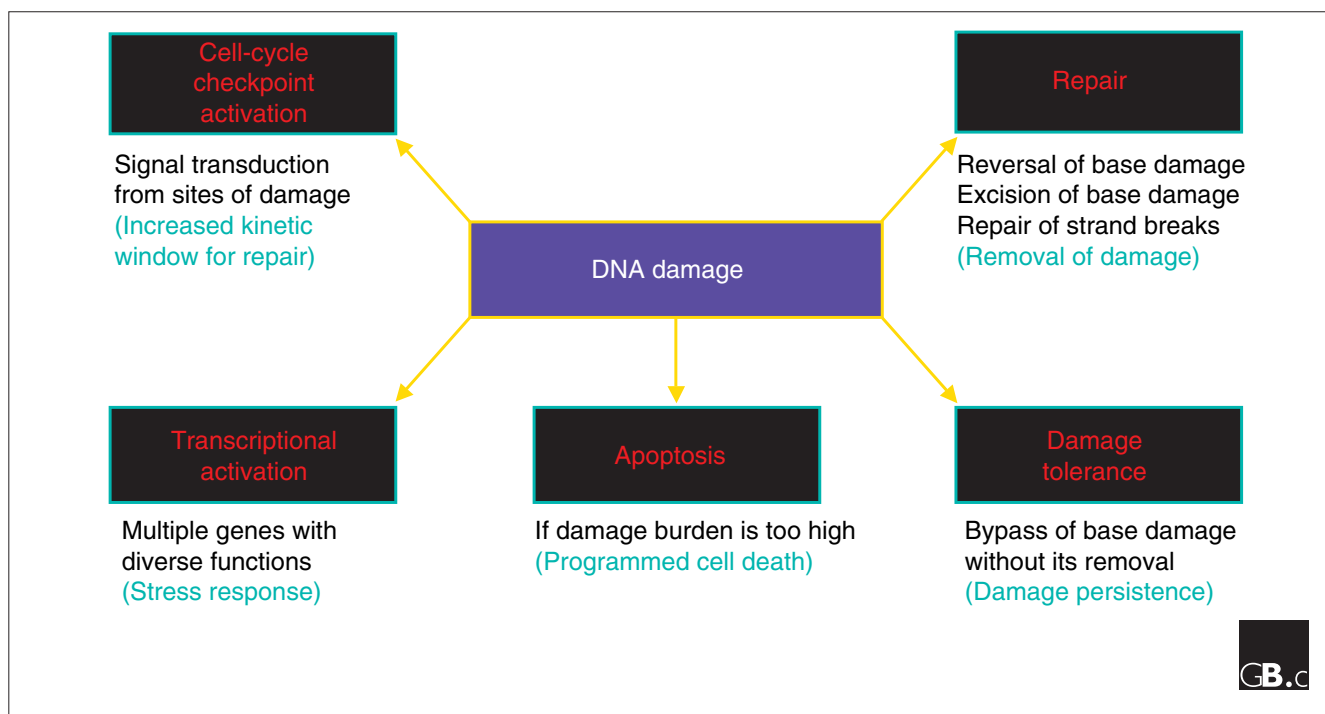 Cell-cycle
checkpoint
activation
Signal transduction
from sites of damage
(Increased kinetic
window for repair)
Repair
Reversal of base damage
Excision of base damage
Repair of strand breaks
(Removal of damage)
DNA damage
Transcriptional
activation
Multiple genes with
diverse functions
(Stress response)
Apoptosis
If damage burden is too high
(Programmed cell death)
Damage
tolerance
Bypass of base damage
without its removal
(Damage persistence)
GB.c